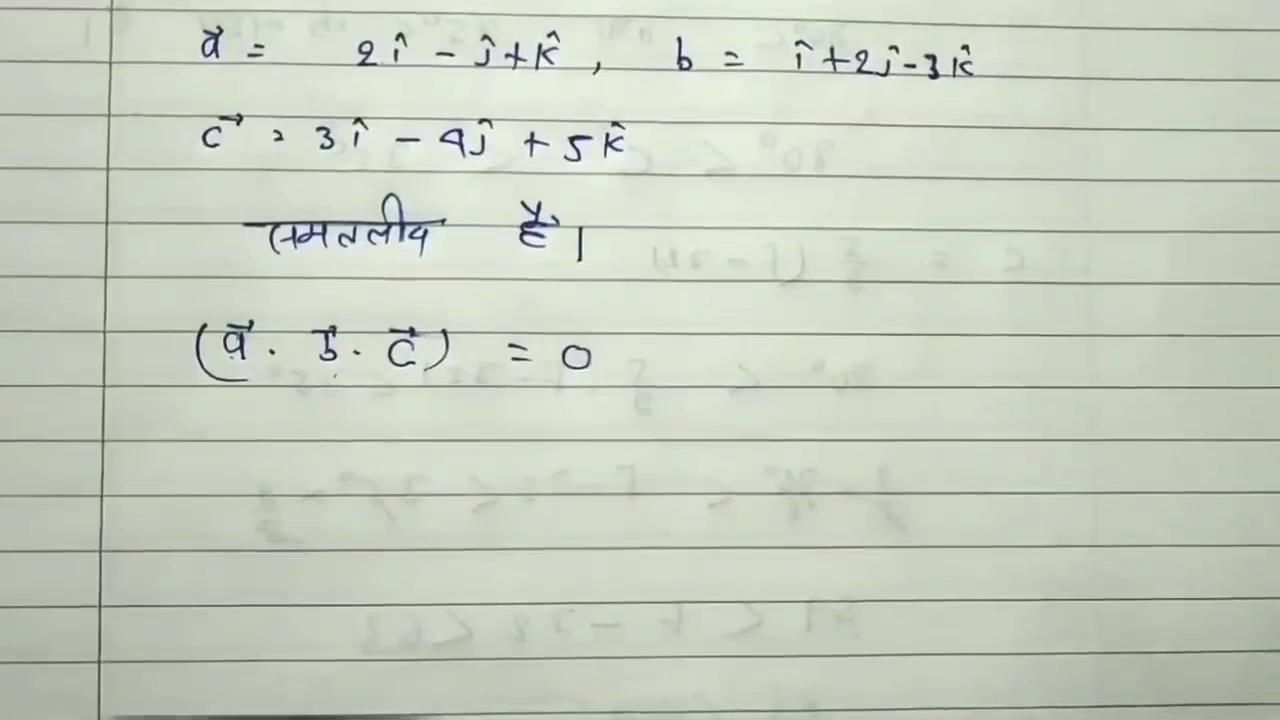 a⃗ = 2î - ĵ + k̂ , b = î + 2ĵ - 3k̂
c⃗ = 3î - 4ĵ + 5k̂
समतलीय है।
(a⃗ . b⃗ . c⃗) = 0